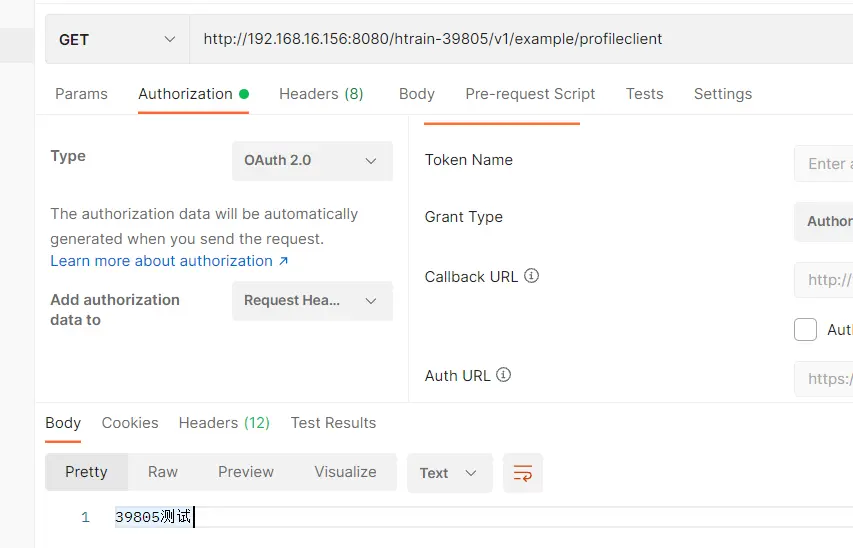 GET http://192.168.16.156:8080/htrain-39805/v1/example/profileclient
Params Authorization Headers (8) Body Pre-request Script Tests Settings
Type OAuth 2.0
The authorization data will be automatically
generated when you send the request.
Learn more about authorization ↗
Add authorization
data to
Request Hea...
Token Name Enter a
Grant Type Author
Callback URL http://
Aut
Auth URL https:/
Body Cookies Headers (12) Test Results
Pretty Raw Preview Visualize Text
1 39805测试